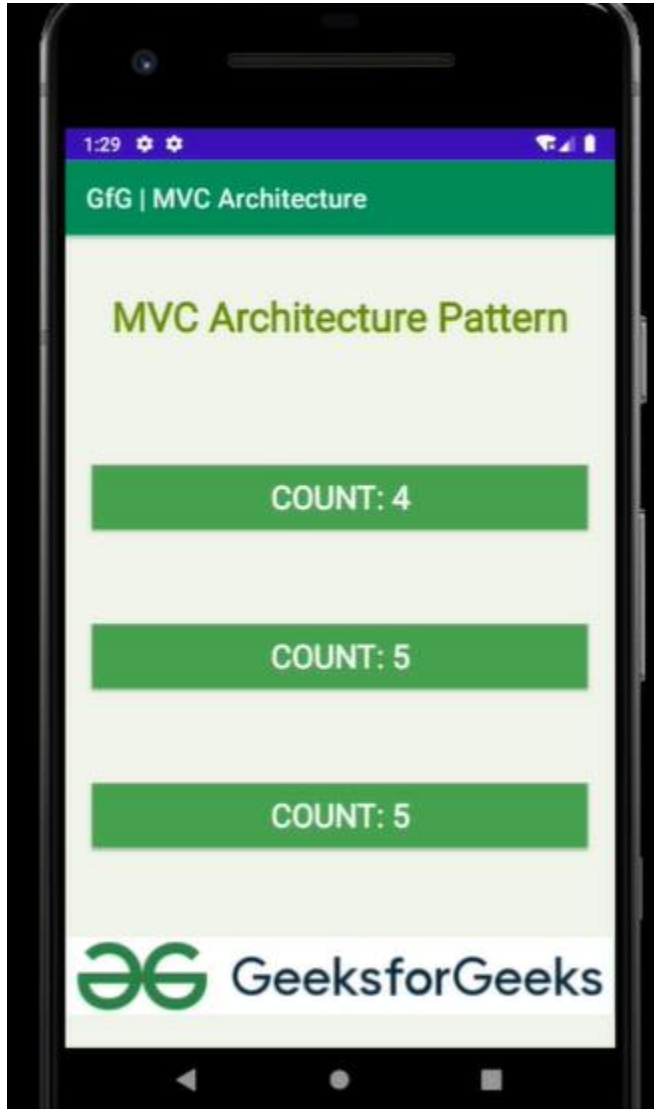 1:29
GfG | MVC Architecture
MVC Architecture Pattern
COUNT: 4
COUNT: 5
COUNT: 5
GeeksforGeeks